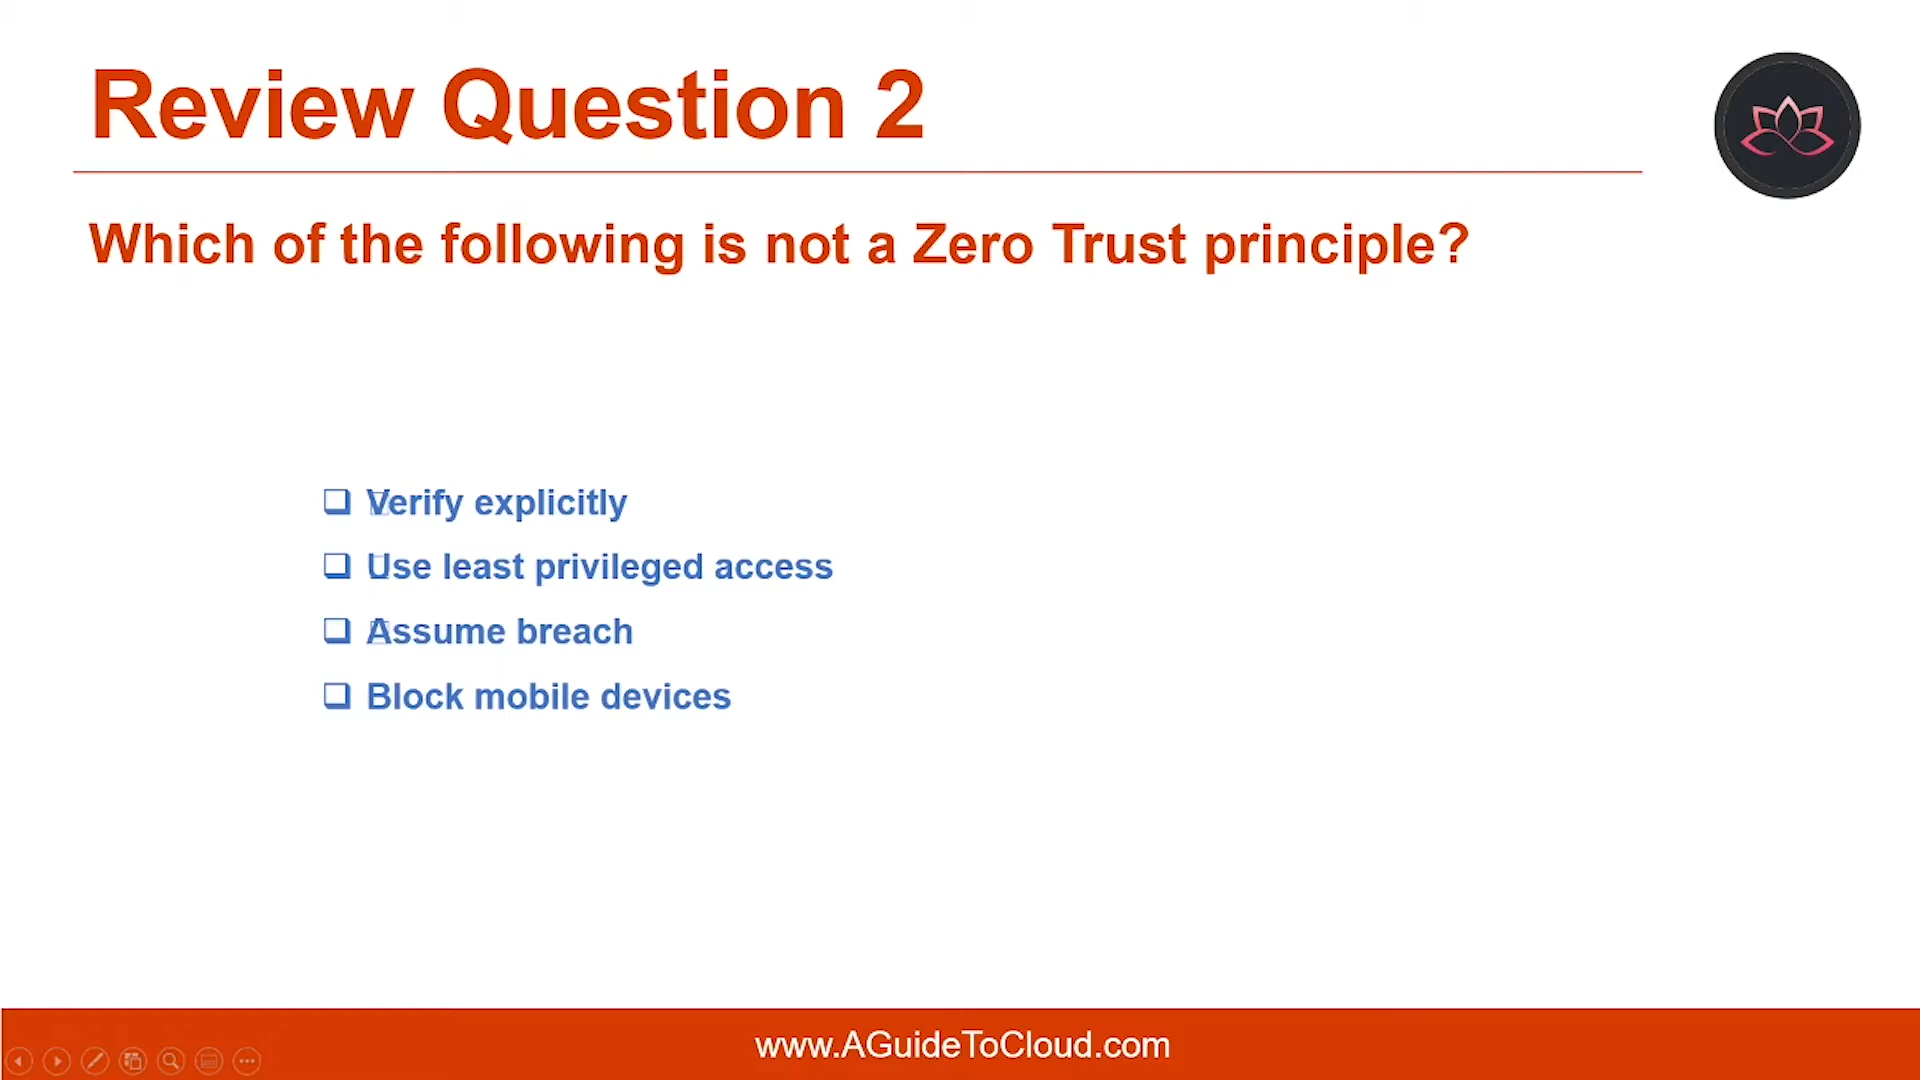 Review Question 2
Which of the following is not a Zero Trust principle?
❑ Verify explicitly
❑ Use least privileged access
❑ Assume breach
❑ Block mobile devices
www.AGuideToCloud.com